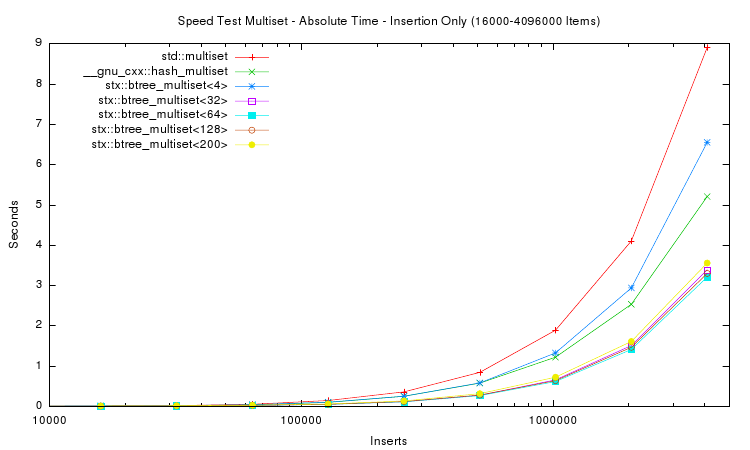 Speed Test Multiset - Absolute Time - Insertion Only (16000-4096000 Items)
9
8
7
6
5
4
3
2
1
0
Seconds
std::multiset
__gnu_cxx::hash_multiset
stx::btree_multiset<4>
stx::btree_multiset<32>
stx::btree_multiset<64>
stx::btree_multiset<128>
stx::btree_multiset<200>
10000
100000
1000000
Inserts